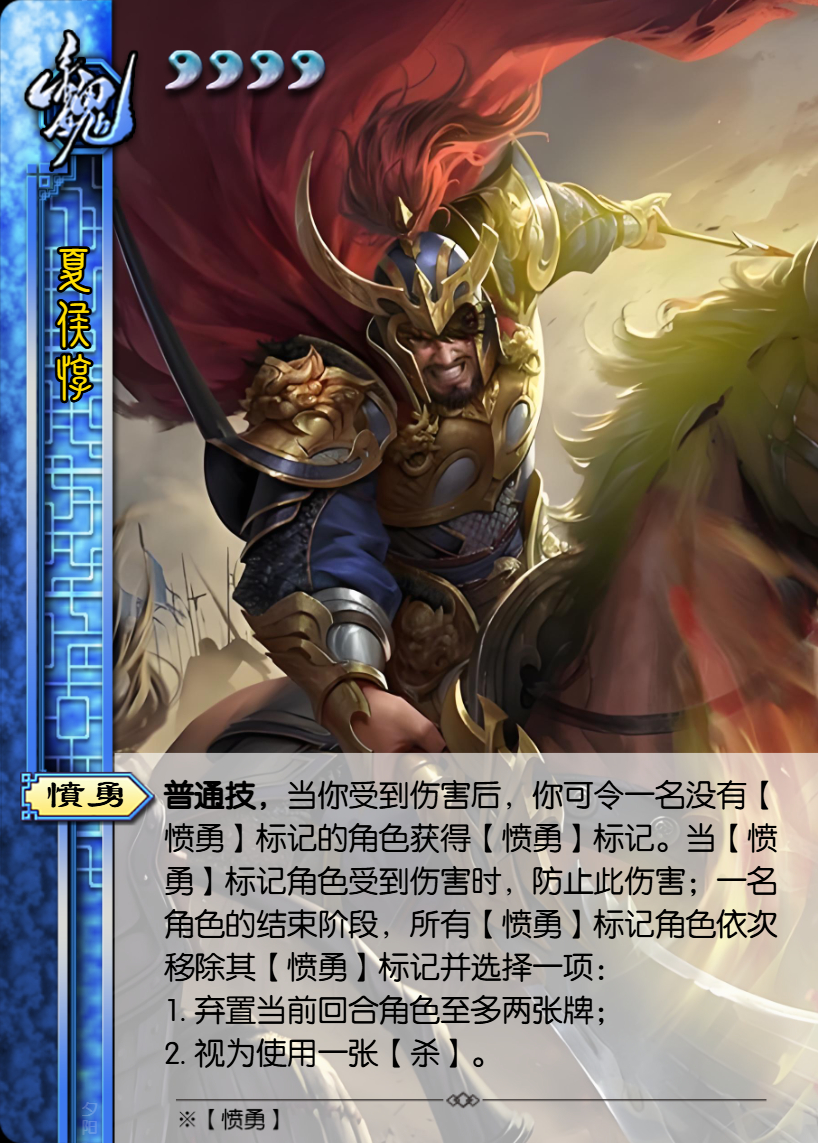 魏
夏侯惇
憤勇
普通技，当你受到伤害后，你可令一名没有【
愤勇】标记的角色获得【愤勇】标记。当【愤
勇】标记角色受到伤害时，防止此伤害；一名
角色的结束阶段，所有【愤勇】标记角色依次
移除其【愤勇】标记并选择一项：
1. 弃置当前回合角色至多两张牌；
2. 视为使用一张【杀】。
※【愤勇】
夕阳